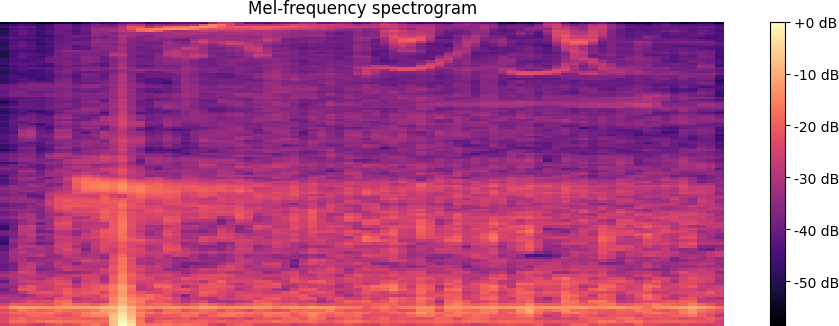 Mel-frequency spectrogram
+0 dB
-10 dB
-20 dB
-30 dB
-40 dB
-50 dB